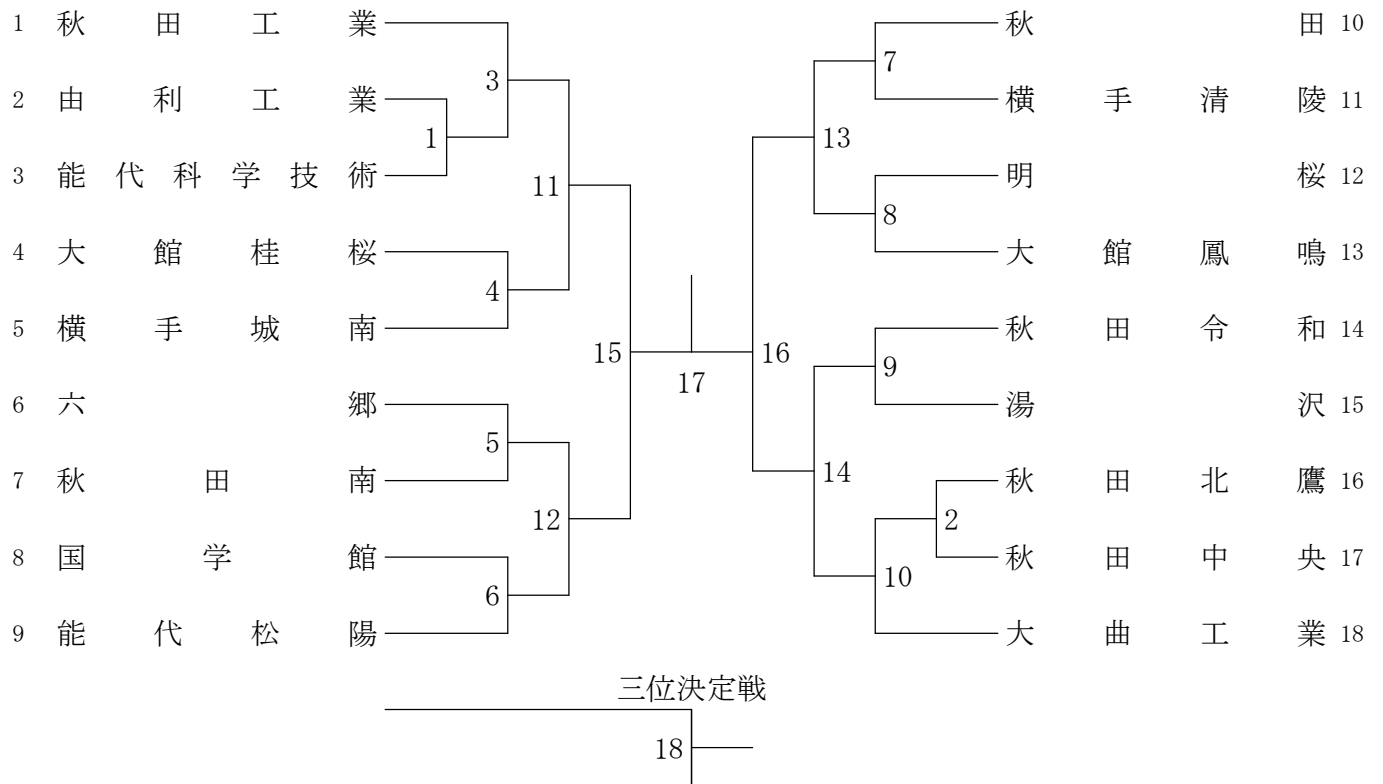 1 秋田工業
2 由利工業
3 能代科学技術
4 大館桂桜
5 横手城南
6 六郷
7 秋田南
8 国学館
9 能代松陽
3
1
11
4
15
5
12
6
17
秋田 10
横手清陵 11
明桜 12
大館鳳鳴 13
秋田令和 14
湯沢 15
秋田北鷹 16
秋田中央 17
大曲工業 18
7
13
8
16
9
14
2
10
三位決定戦
18